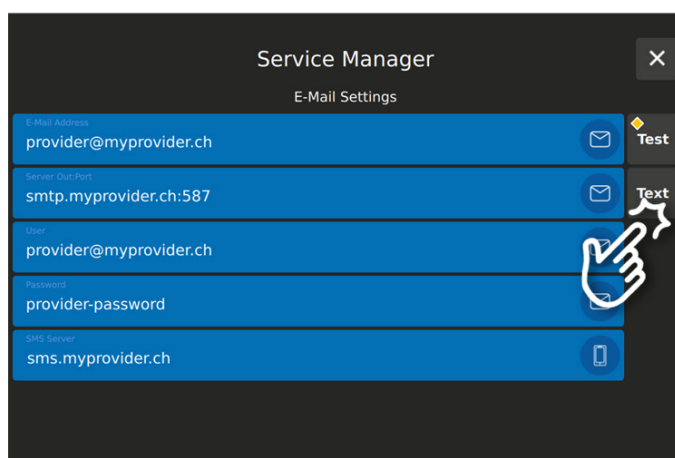 Service Manager
E-Mail Settings
E-Mail Address
provider@myprovider.ch
Test
Server Out:Port
smtp.myprovider.ch:587
Text
User
provider@myprovider.ch
Password
provider-password
SMS Server
sms.myprovider.ch